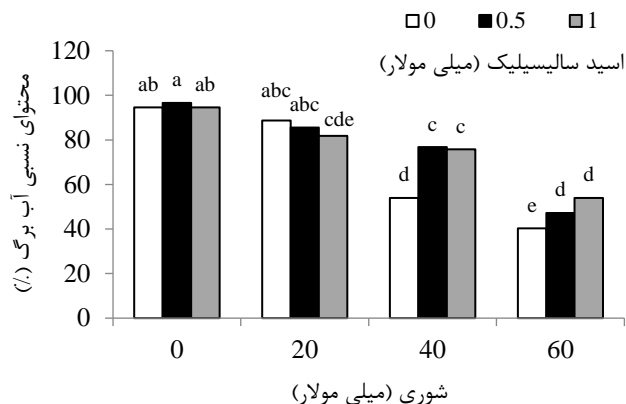 0 0.5 1
اسید سالیسیلیک (میلی مولار)
محتوای نسبی آب برگ (٪)
120
100
80
60
40
20
0
ab a ab
abc abc cde
d c c
e d d
0 20 40 60
شوری (میلی مولار)